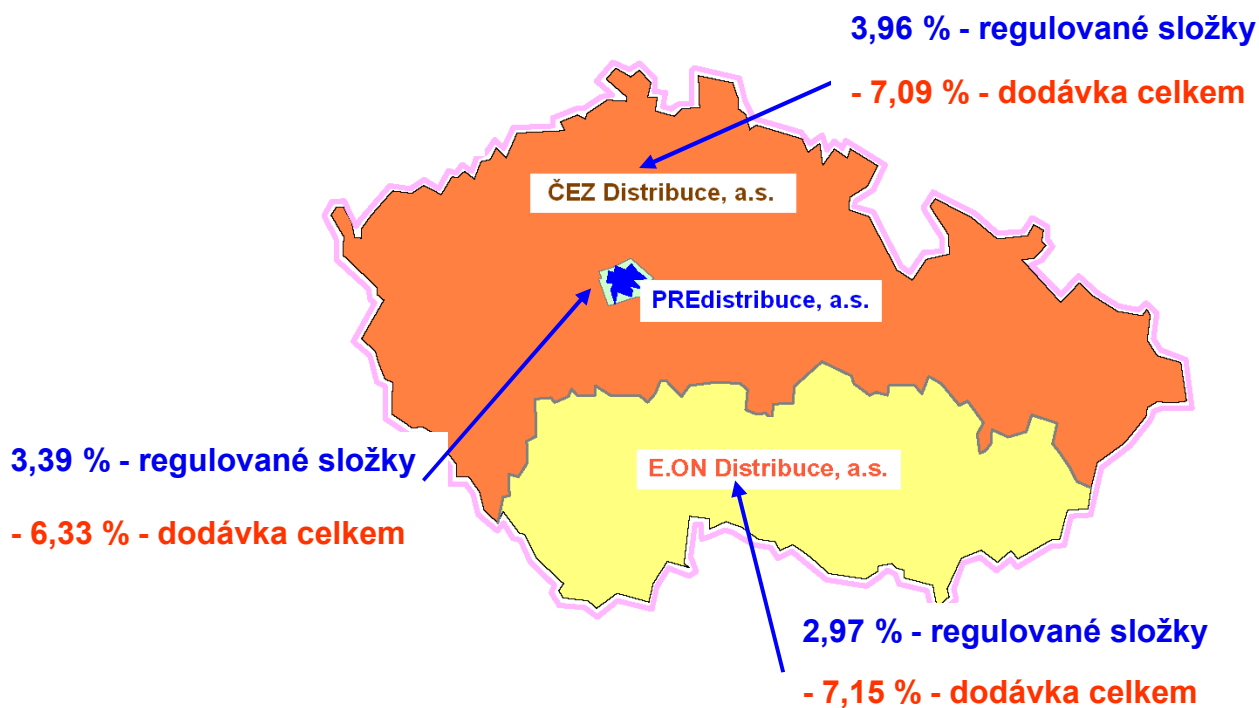 3,96 % - regulované složky
- 7,09 % - dodávka celkem
ČEZ Distribuce, a.s.
PREdistribuce, a.s.
3,39 % - regulované složky
- 6,33 % - dodávka celkem
E.ON Distribuce, a.s.
2,97 % - regulované složky
- 7,15 % - dodávka celkem